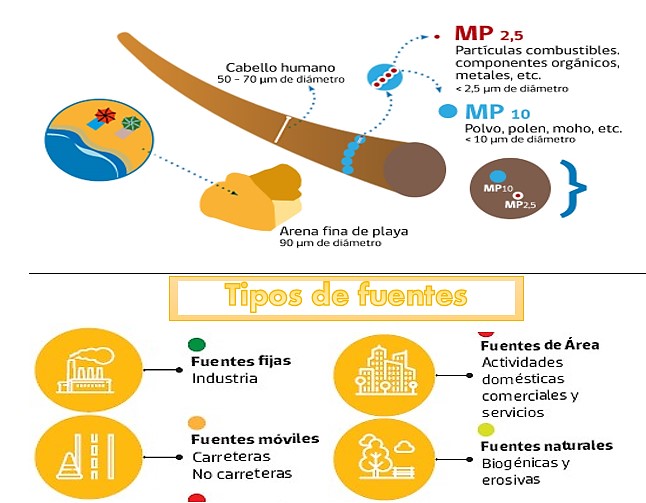 MP 2,5
Partículas combustibles.
componentes orgánicos,
metales, etc.
< 2,5 µm de diámetro
Cabello humano
50 – 70 µm de diámetro
MP 10
Polvo, polen, moho, etc.
< 10 µm de diámetro
MP10
MP2,5
Arena fina de playa
90 µm de diámetro
Tipos de fuentes
Fuentes fijas
Industria
Fuentes de Área
Actividades
domésticas
comerciales y
servicios
Fuentes móviles
Carreteras
No carreteras
Fuentes naturales
Biogénicas y
erosivas